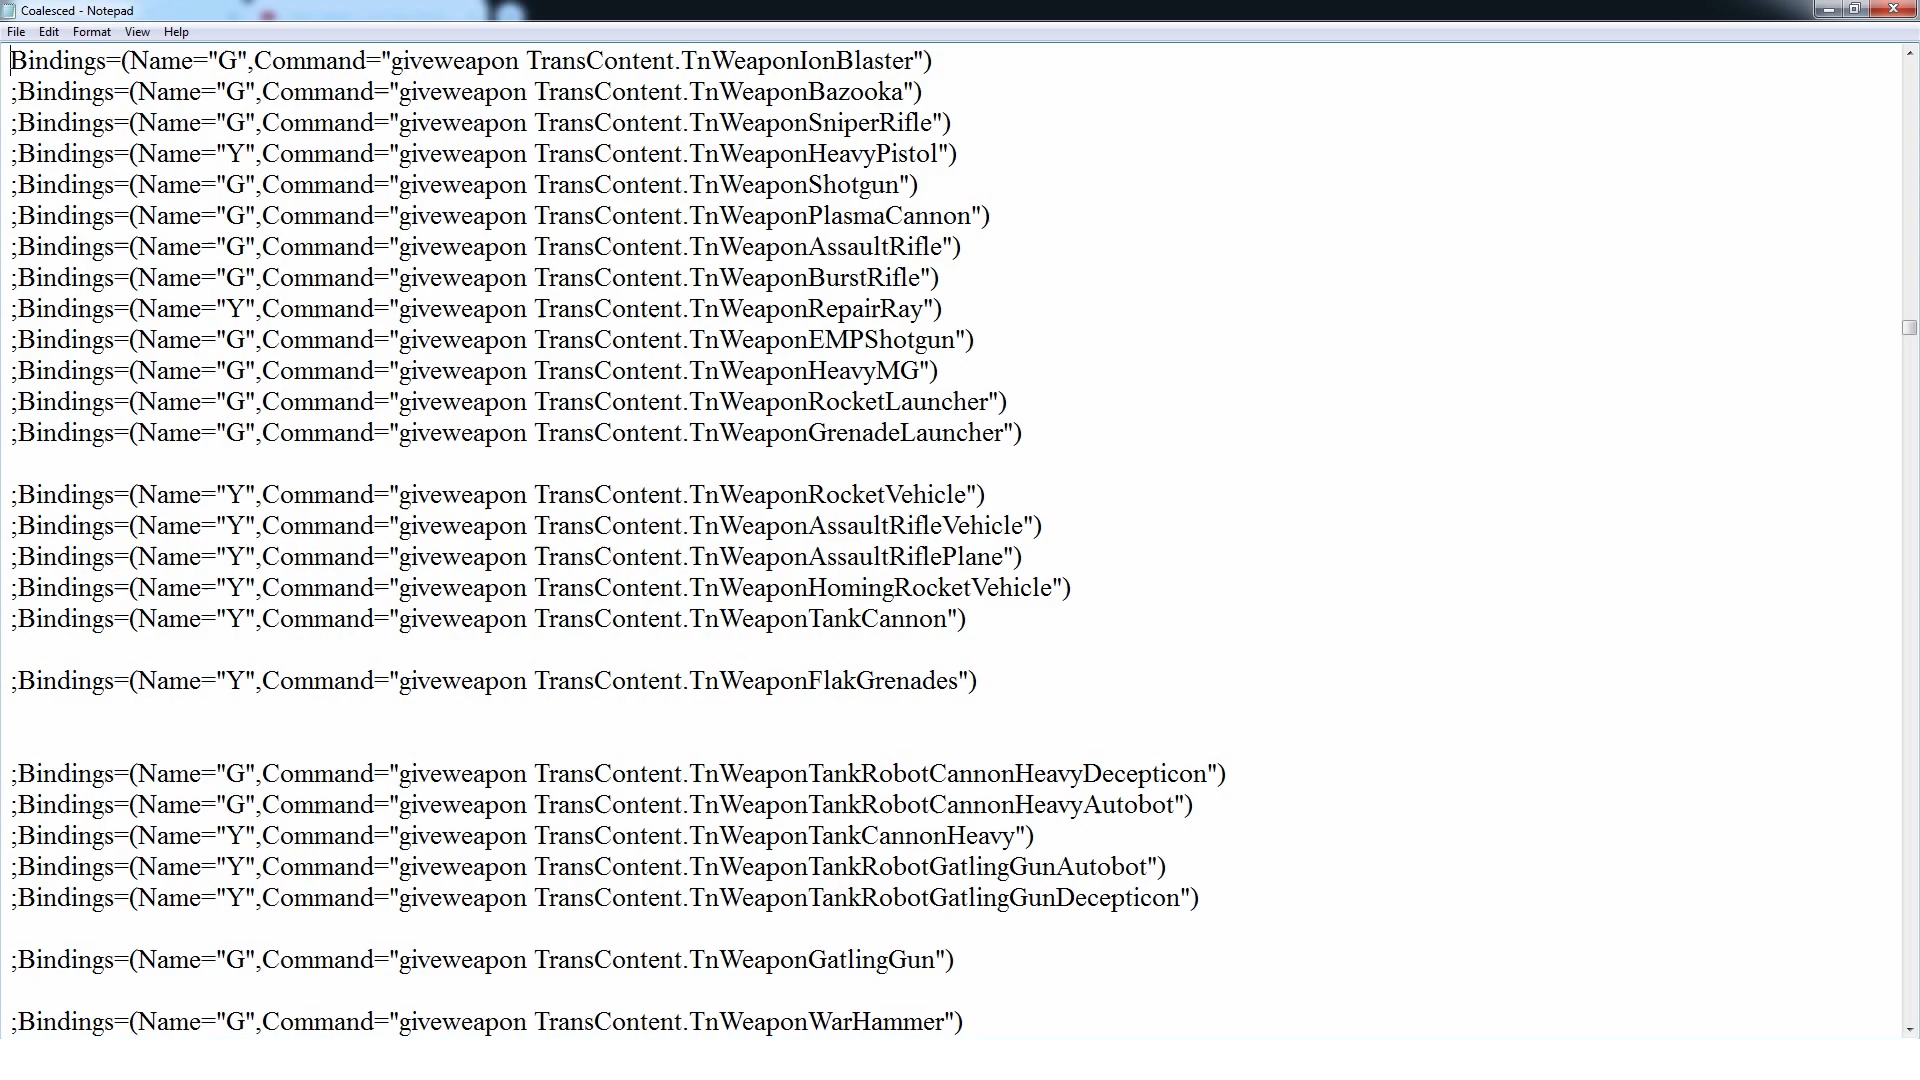 Coalesced - Notepad
File Edit Format View Help
Bindings=(Name="G",Command="giveweapon TransContent.TnWeaponIonBlaster")
;Bindings=(Name="G",Command="giveweapon TransContent.TnWeaponBazooka")
;Bindings=(Name="G",Command="giveweapon TransContent.TnWeaponSniperRifle")
;Bindings=(Name="Y",Command="giveweapon TransContent.TnWeaponHeavyPistol")
;Bindings=(Name="G",Command="giveweapon TransContent.TnWeaponShotgun")
;Bindings=(Name="G",Command="giveweapon TransContent.TnWeaponPlasmaCannon")
;Bindings=(Name="G",Command="giveweapon TransContent.TnWeaponAssaultRifle")
;Bindings=(Name="G",Command="giveweapon TransContent.TnWeaponBurstRifle")
;Bindings=(Name="Y",Command="giveweapon TransContent.TnWeaponRepairRay")
;Bindings=(Name="G",Command="giveweapon TransContent.TnWeaponEMPShotgun")
;Bindings=(Name="G",Command="giveweapon TransContent.TnWeaponHeavyMG")
;Bindings=(Name="G",Command="giveweapon TransContent.TnWeaponRocketLauncher")
;Bindings=(Name="G",Command="giveweapon TransContent.TnWeaponGrenadeLauncher")
;Bindings=(Name="Y",Command="giveweapon TransContent.TnWeaponRocketVehicle")
;Bindings=(Name="Y",Command="giveweapon TransContent.TnWeaponAssaultRifleVehicle")
;Bindings=(Name="Y",Command="giveweapon TransContent.TnWeaponAssaultRiflePlane")
;Bindings=(Name="Y",Command="giveweapon TransContent.TnWeaponHomingRocketVehicle")
;Bindings=(Name="Y",Command="giveweapon TransContent.TnWeaponTankCannon")
;Bindings=(Name="Y",Command="giveweapon TransContent.TnWeaponFlakGrenades")
;Bindings=(Name="G",Command="giveweapon TransContent.TnWeaponTankRobotCannonHeavyDecepticon")
;Bindings=(Name="G",Command="giveweapon TransContent.TnWeaponTankRobotCannonHeavyAutobot")
;Bindings=(Name="Y",Command="giveweapon TransContent.TnWeaponTankCannonHeavy")
;Bindings=(Name="Y",Command="giveweapon TransContent.TnWeaponTankRobotGatlingGunAutobot")
;Bindings=(Name="Y",Command="giveweapon TransContent.TnWeaponTankRobotGatlingGunDecepticon")
;Bindings=(Name="G",Command="giveweapon TransContent.TnWeaponGatlingGun")
;Bindings=(Name="G",Command="giveweapon TransContent.TnWeaponWarHammer")